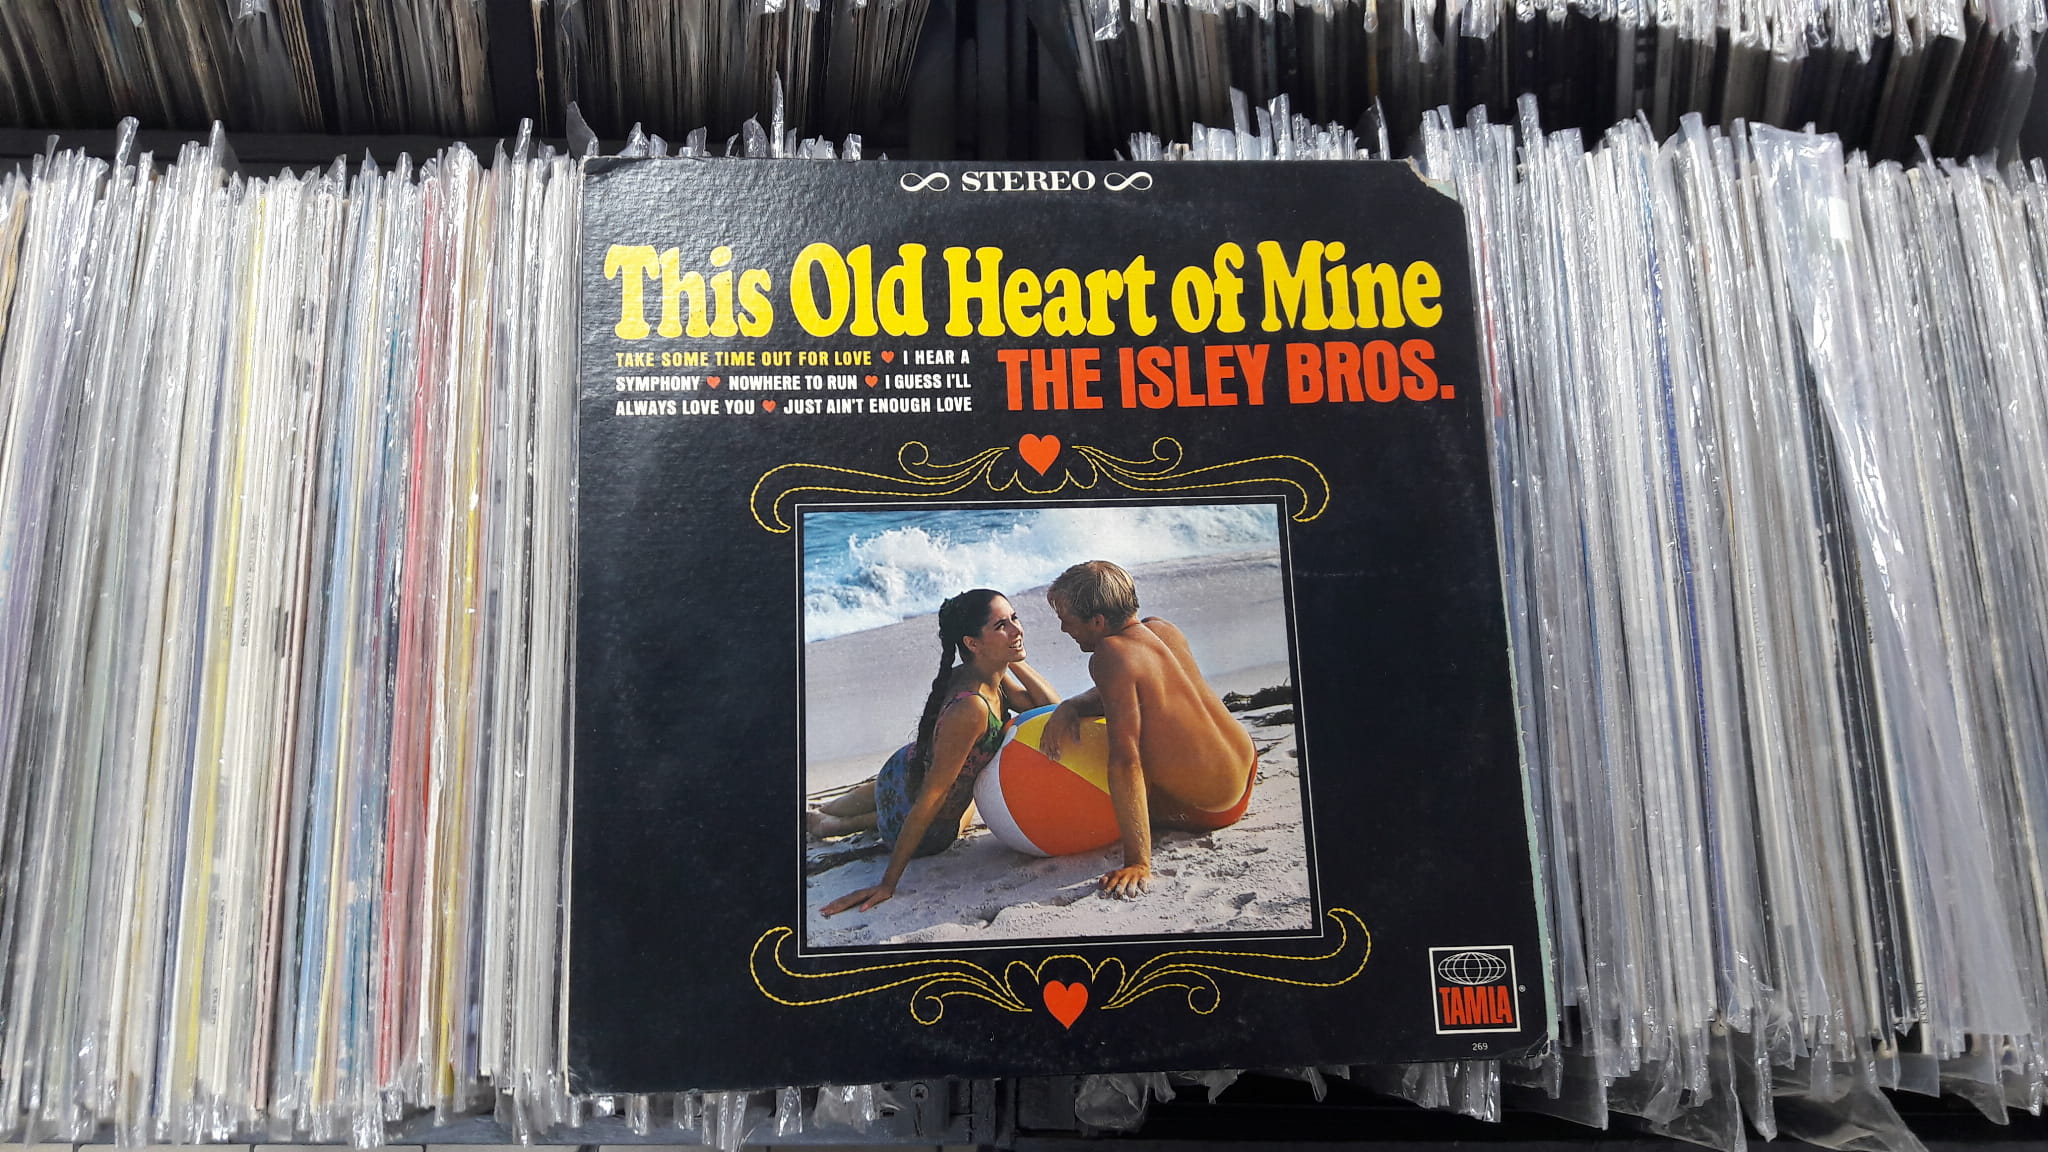 STEREO
This Old Heart of Mine
TAKE SOME TIME OUT FOR LOVE ♥ I HEAR A
SYMPHONY ♥ NOWHERE TO RUN ♥ I GUESS I'LL
ALWAYS LOVE YOU ♥ JUST AIN'T ENOUGH LOVE
THE ISLEY BROS.
TAMLA®
269